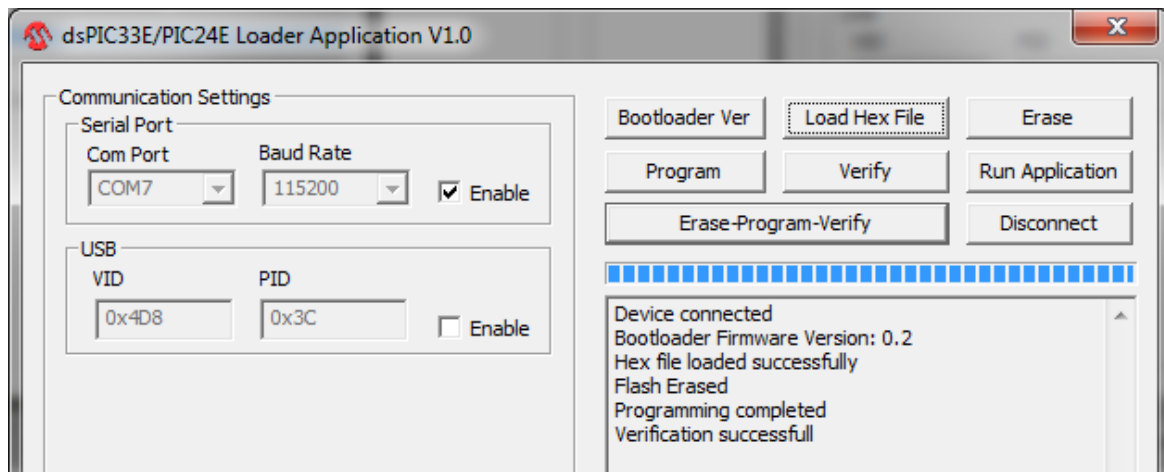 dsPIC33E/PIC24E Loader Application V1.0
Communication Settings
Serial Port
Com Port Baud Rate
COM7 115200 Enable
USB
VID PID
0x4D8 0x3C Enable
Bootloader Ver Load Hex File Erase
Program Verify Run Application
Erase-Program-Verify Disconnect
Device connected
Bootloader Firmware Version: 0.2
Hex file loaded successfully
Flash Erased
Programming completed
Verification successfull